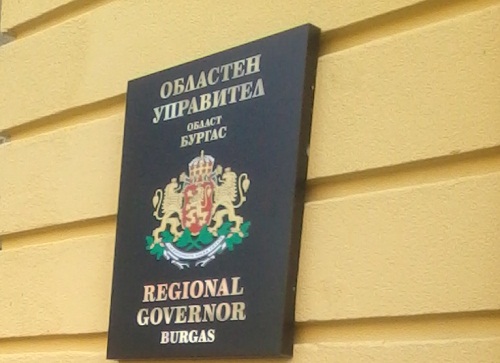 ОБЛАСТЕН
УПРАВИТЕЛ
ОБЛАСТ
БУРГАС
REGIONAL
GOVERNOR
BURGAS